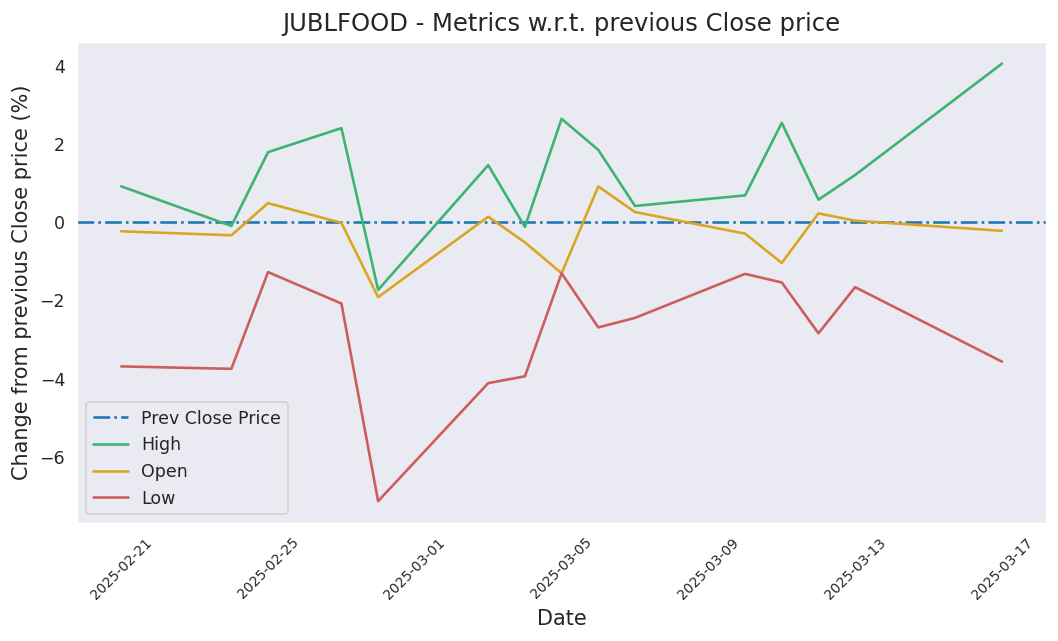 JUBLFOOD - Metrics w.r.t. previous Close price
Change from previous Close price (%)
4
2
0
−2
−4
−6
Prev Close Price
High
Open
Low
2025-02-21
2025-02-25
2025-03-01
2025-03-05
2025-03-09
2025-03-13
2025-03-17
Date